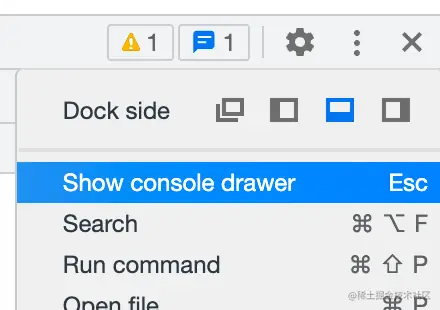 1 1
Dock side
Show console drawer Esc
Search ⌘ ⌥ F
Run command ⌘ ⇧ P
Open file ⌘ P
@稀土掘金技术社区